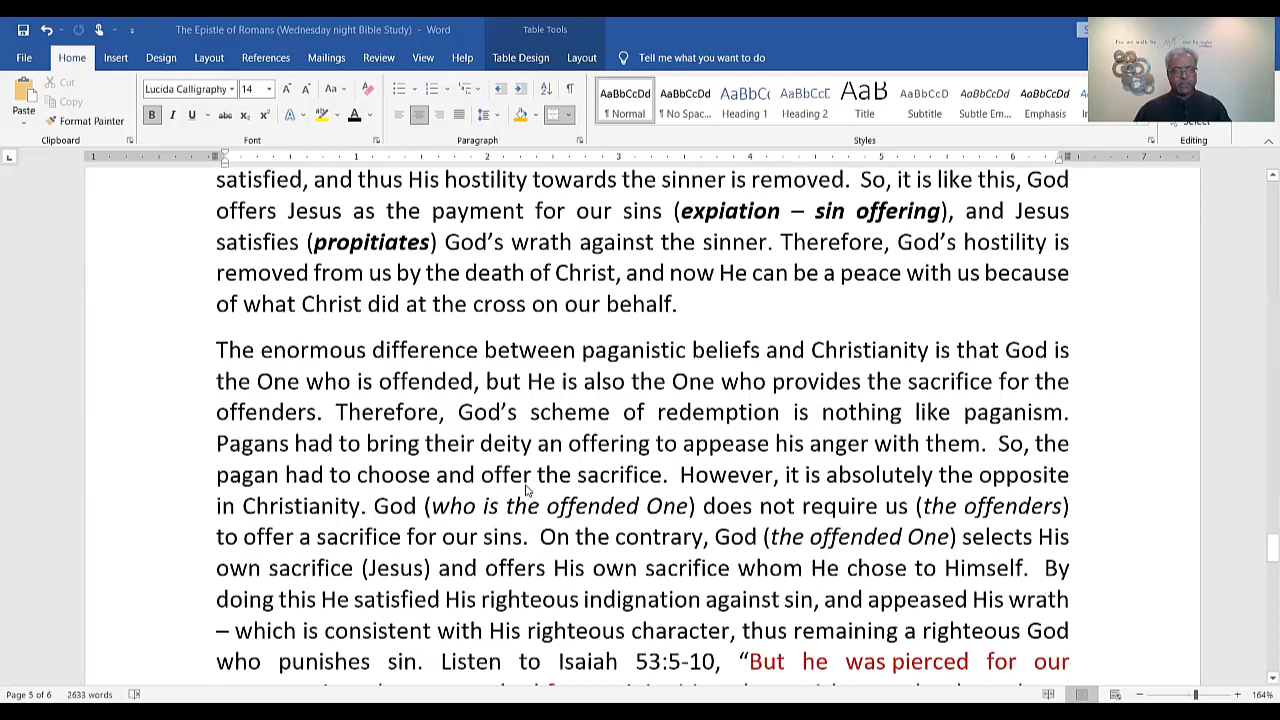 The Epistle of Romans (Wednesday night Bible Study) - Word
Table Tools
File Home Insert Design Layout References Mailings Review View Help Table Design Layout Tell me what you want to do
Cut
Copy
Paste
Format Painter
Lucida Calligraphy 14
AaBbCcDd AaBbCcDd AaBbC( AaBbCcE AaB AaBbCcD AaBbCcDd AaBbCcDd
¶ Normal ¶ No Spac... Heading 1 Heading 2 Title Subtitle Subtle Em... Emphasis
Clipboard Font Paragraph Styles Editing
1 1 2 3 4 5 6 7
satisfied, and thus His hostility towards the sinner is removed. So, it is like this, God
offers Jesus as the payment for our sins (expiation – sin offering), and Jesus
satisfies (propitiates) God’s wrath against the sinner. Therefore, God’s hostility is
removed from us by the death of Christ, and now He can be a peace with us because
of what Christ did at the cross on our behalf.
The enormous difference between paganistic beliefs and Christianity is that God is
the One who is offended, but He is also the One who provides the sacrifice for the
offenders. Therefore, God’s scheme of redemption is nothing like paganism.
Pagans had to bring their deity an offering to appease his anger with them. So, the
pagan had to choose and offer the sacrifice. However, it is absolutely the opposite
in Christianity. God (who is the offended One) does not require us (the offenders)
to offer a sacrifice for our sins. On the contrary, God (the offended One) selects His
own sacrifice (Jesus) and offers His own sacrifice whom He chose to Himself. By
doing this He satisfied His righteous indignation against sin, and appeased His wrath
– which is consistent with His righteous character, thus remaining a righteous God
who punishes sin. Listen to Isaiah 53:5-10, “But he was pierced for our
Page 5 of 6 2633 words 164%